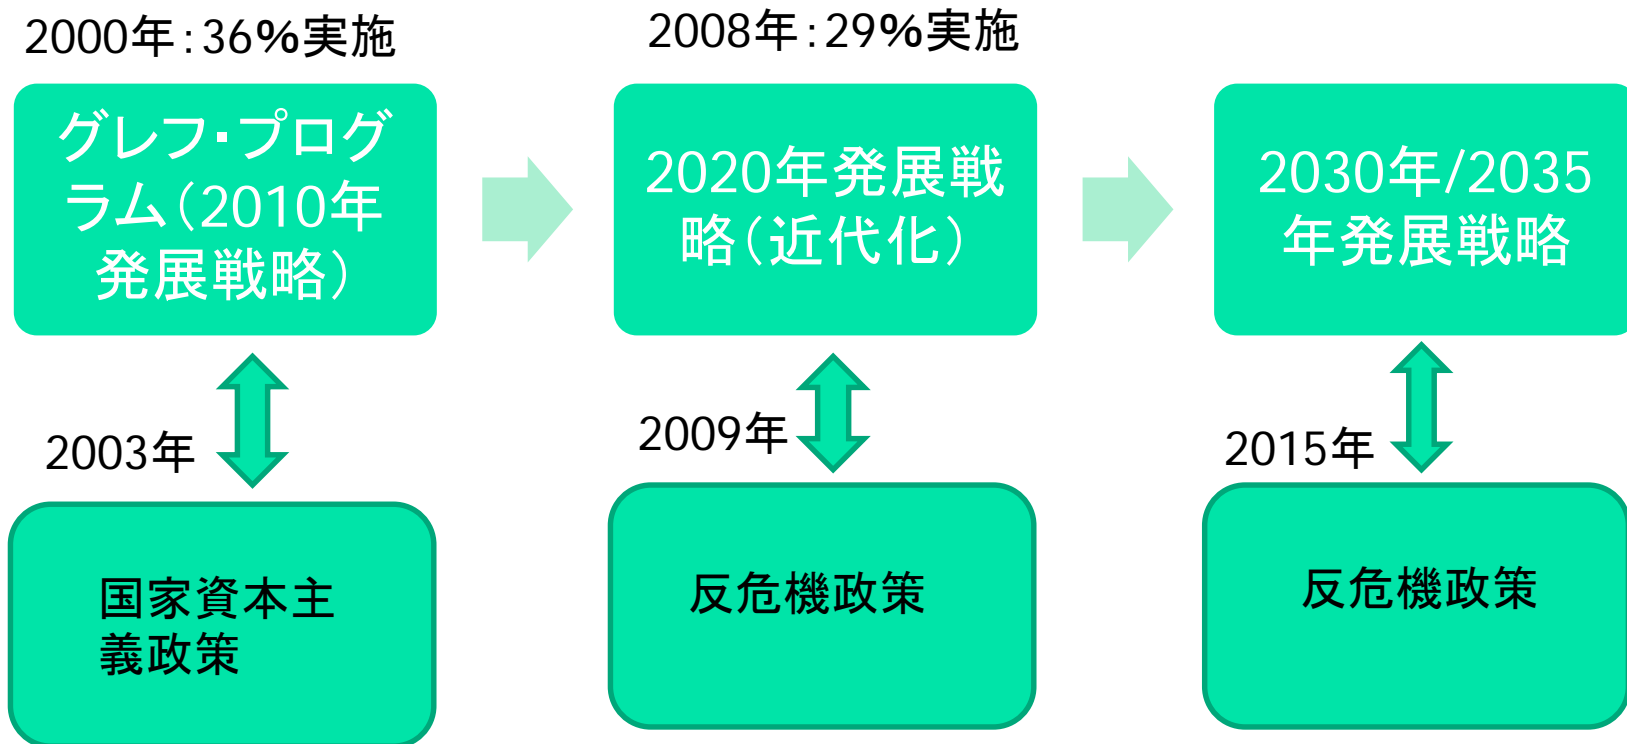 2000年：36%実施
2008年：29%実施
グレフ・プログ
ラム（2010年
発展戦略）
2020年発展戦
略（近代化）
2030年/2035
年発展戦略
2003年
2009年
2015年
国家資本主
義政策
反危機政策
反危機政策